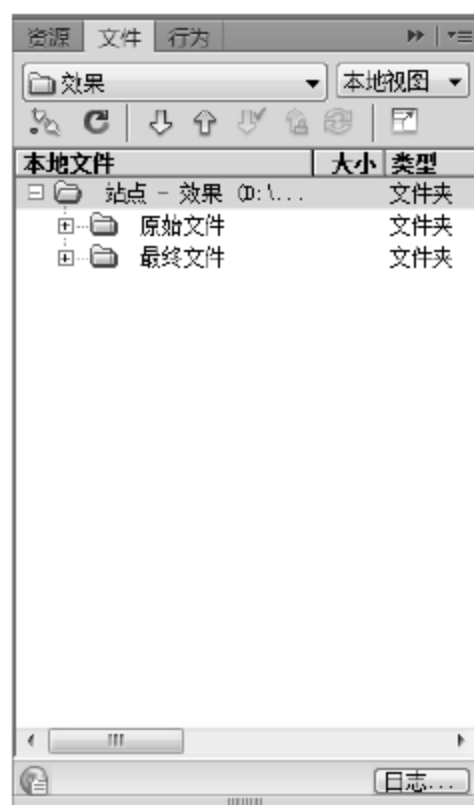 资源 文件 行为
效果 本地视图
本地文件 大小 类型
站点 - 效果 (D:\... 文件夹
原始文件 文件夹
最终文件 文件夹
日志...